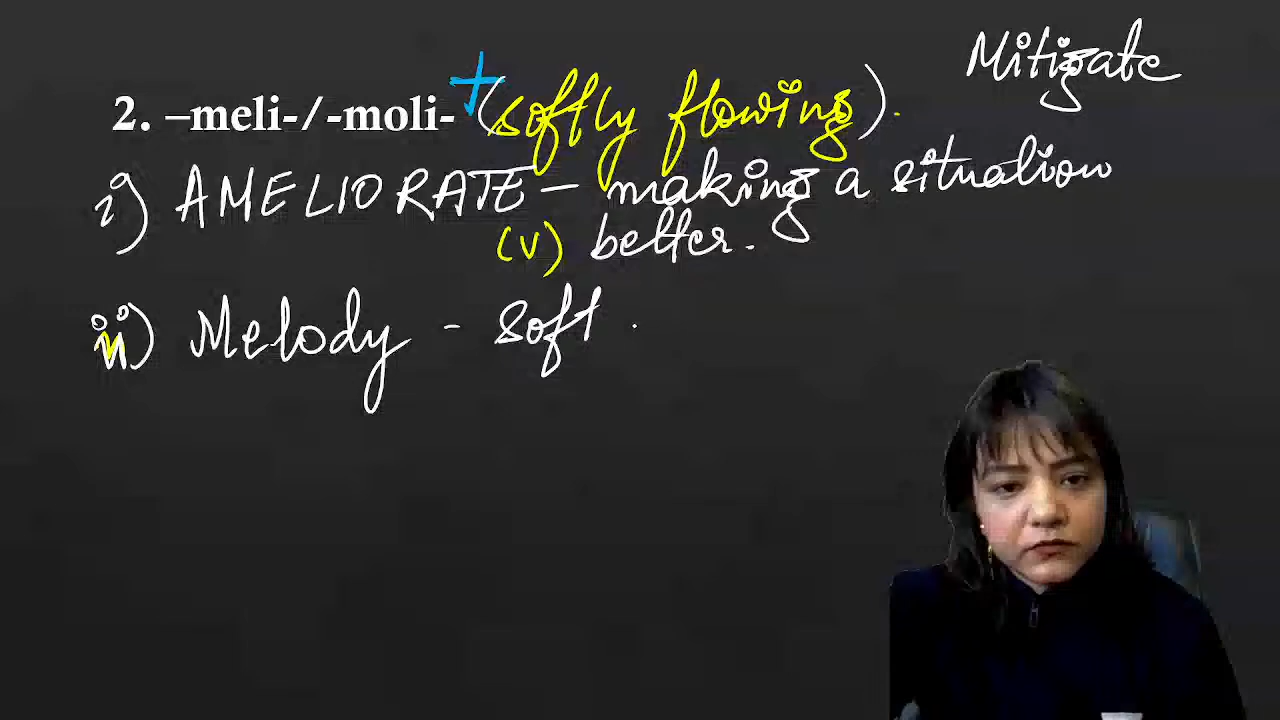 Mitigate
2. –meli-/-moli- + (softly flowing).
i) AMELIORATE – making a situation
(v) better.
ii) Melody - soft.